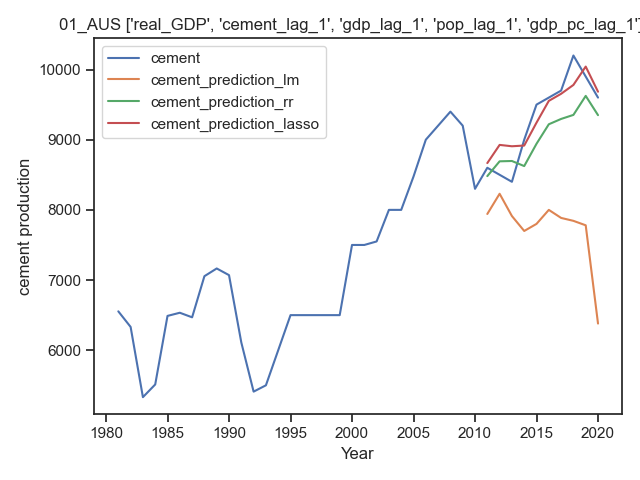 01_AUS ['real_GDP', 'cement_lag_1', 'gdp_lag_1', 'pop_lag_1', 'gdp_pc_lag_1']
cement
cement_prediction_lm
cement_prediction_rr
cement_prediction_lasso
cement production
10000
9000
8000
7000
6000
1980 1985 1990 1995 2000 2005 2010 2015 2020
Year